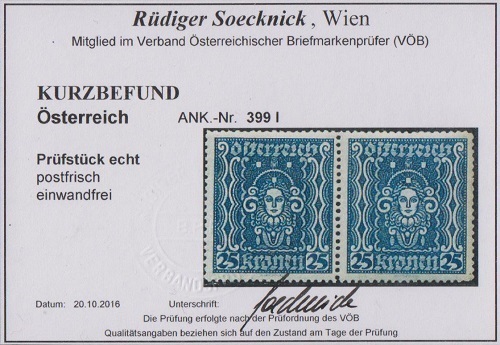 Rüdiger Soecknick, Wien
Mitglied im Verband Österreichischer Briefmarkenprüfer (VÖB)
KURZBEFUND
Österreich ANK.-Nr. 399 I
Prüfstück echt
postfrisch
einwandfrei
österreich österreich
25 kronen 25 25 kronen 25
VERBAND
Datum: 20.10.2016 Unterschrift:
Die Prüfung erfolgte nach der Prüfordnung des VÖB
Qualitätsangaben beziehen sich auf den Zustand am Tage der Prüfung